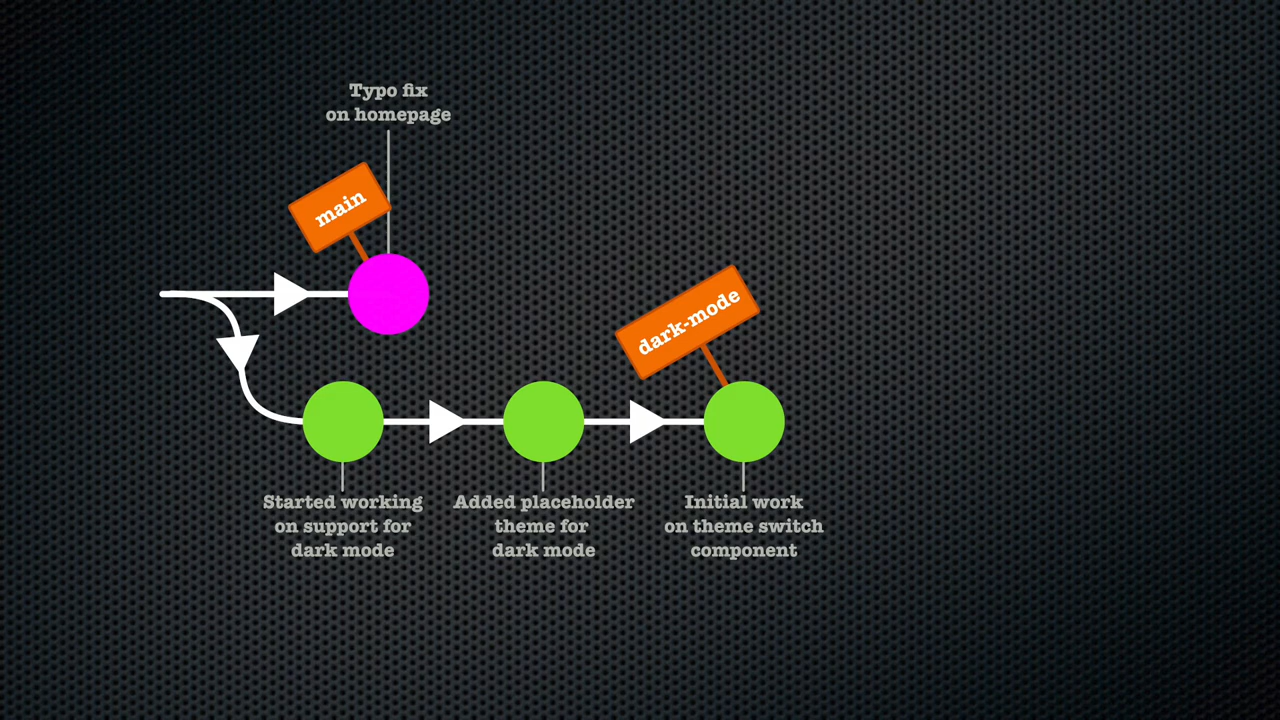 Typo fix
on homepage
main
dark-mode
Started working
on support for
dark mode
Added placeholder
theme for
dark mode
Initial work
on theme switch
component